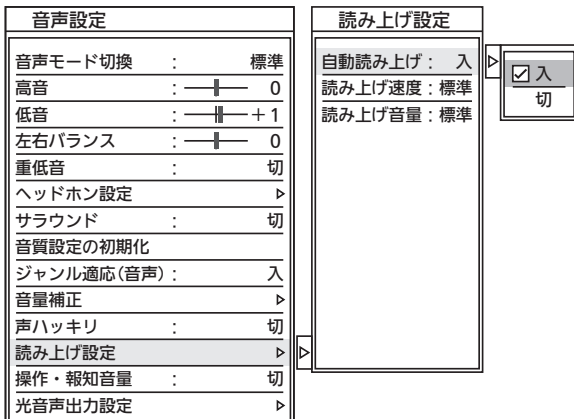 音声設定
音声モード切換 : 標準
高音 : 0
低音 : +1
左右バランス : 0
重低音 : 切
ヘッドホン設定
サラウンド : 切
音質設定の初期化
ジャンル適応(音声) : 入
音量補正
声ハッキリ : 切
読み上げ設定
操作・報知音量 : 切
光音声出力設定
読み上げ設定
自動読み上げ : 入
読み上げ速度 : 標準
読み上げ音量 : 標準
入
切